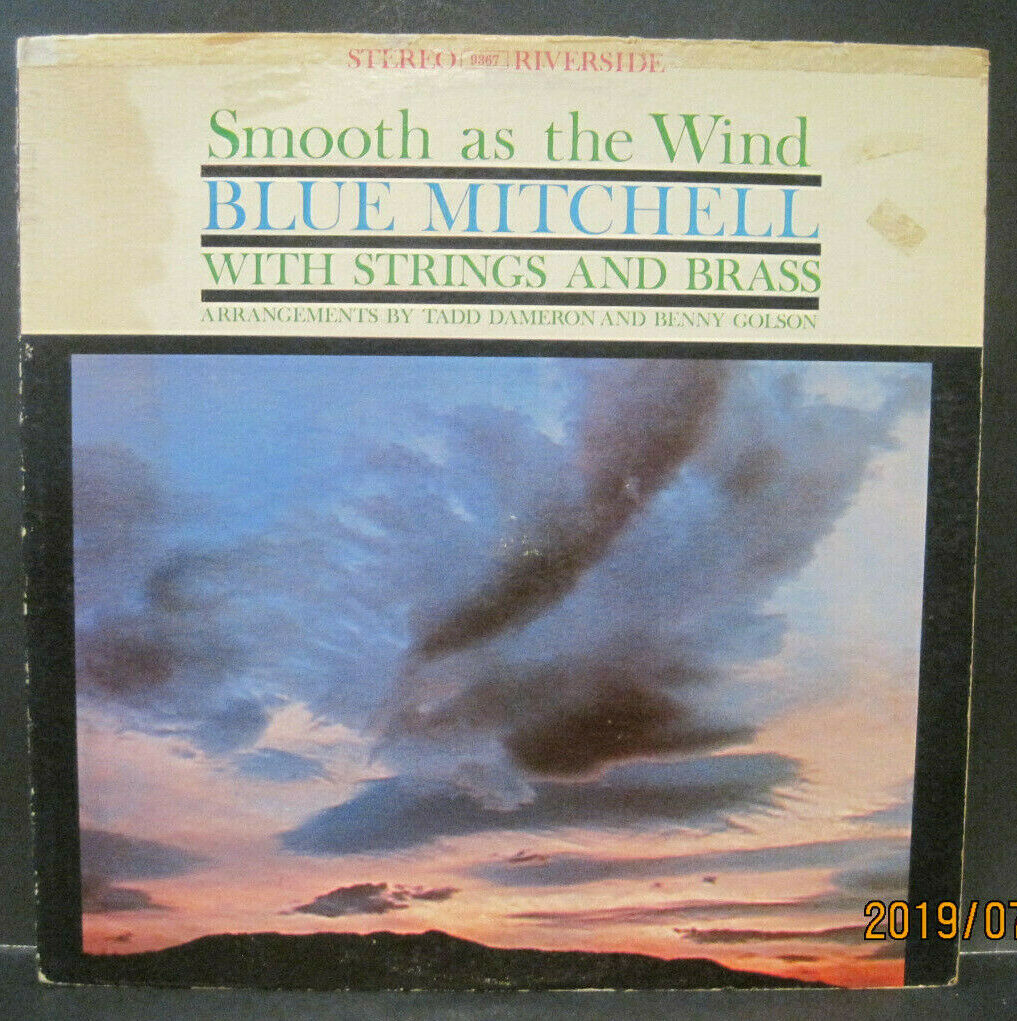 STEREO 9367 RIVERSIDE
Smooth as the Wind
BLUE MITCHELL
WITH STRINGS AND BRASS
ARRANGEMENTS BY TADD DAMERON AND BENNY GOLSON
2019/07